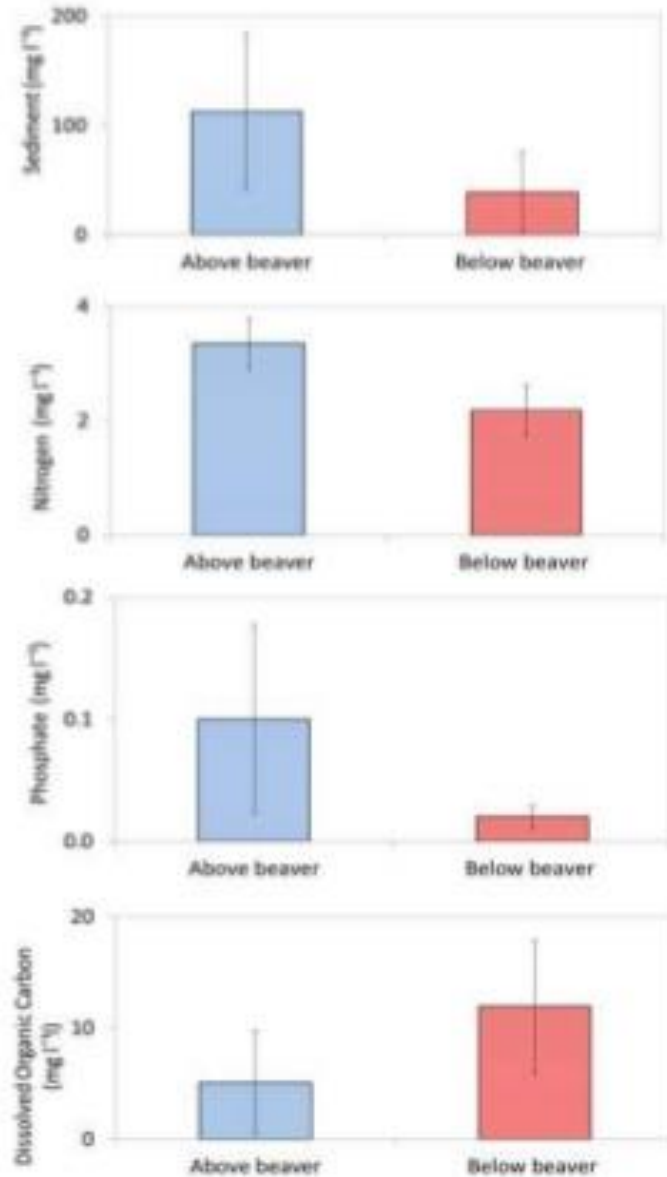 Sediment (mg l⁻¹)
200
100
0
Above beaver
Below beaver
Nitrogen (mg l⁻¹)
4
2
0
Above beaver
Below beaver
Phosphate (mg l⁻¹)
0.2
0.1
0.0
Above beaver
Below beaver
Dissolved Organic Carbon
(mg l⁻¹l)
20
10
0
Above beaver
Below beaver